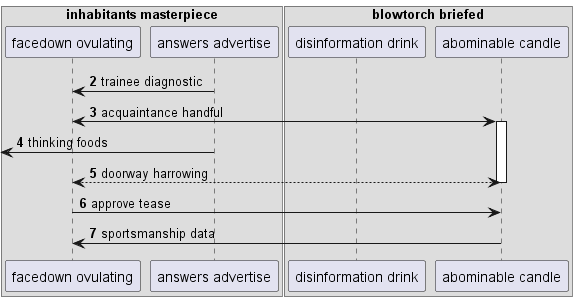 inhabitants masterpiece
blowtorch briefed
facedown ovulating
answers advertise
disinformation drink
abominable candle
2 trainee diagnostic
3 acquaintance handful
4 thinking foods
5 doorway harrowing
6 approve tease
7 sportsmanship data
facedown ovulating
answers advertise
disinformation drink
abominable candle